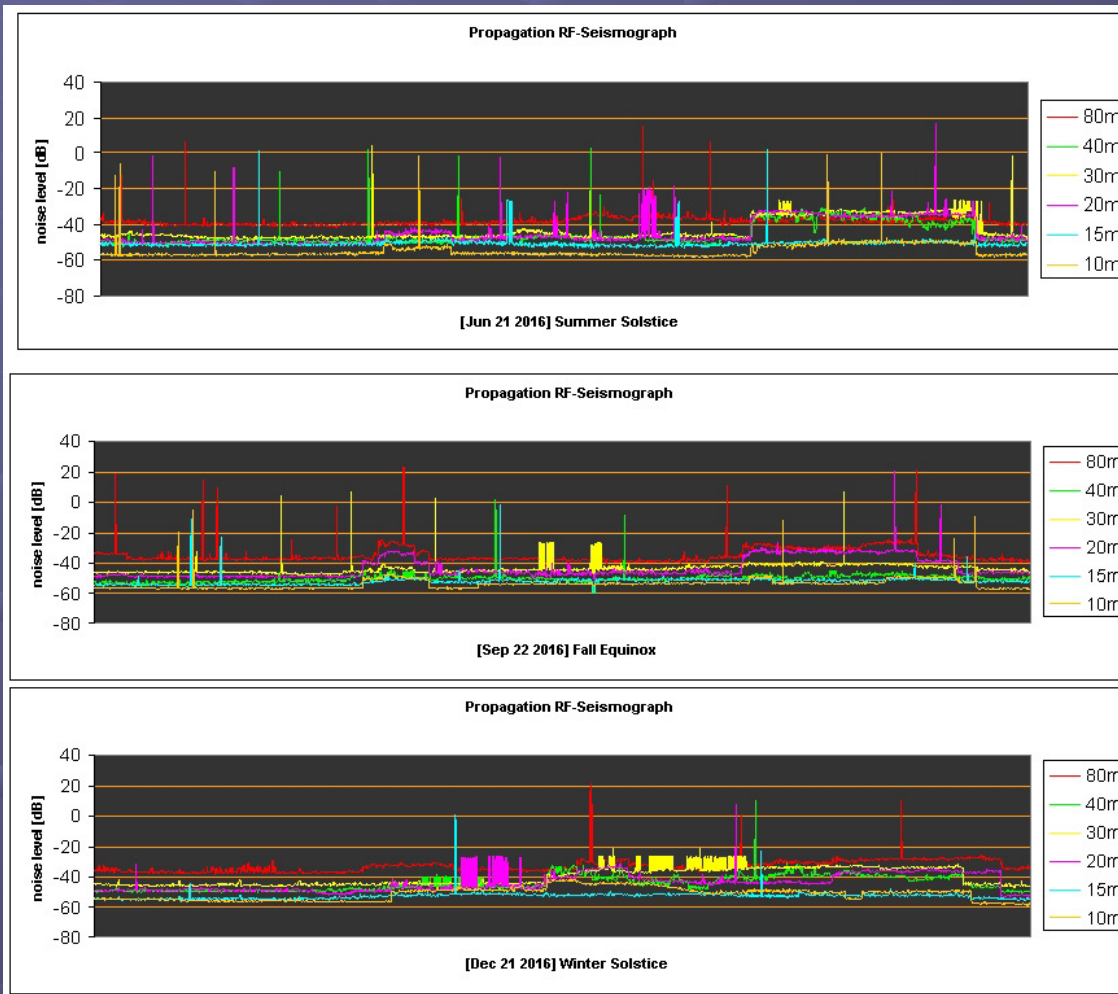 Propagation RF-Seismograph
noise level [dB]
40
20
0
-20
-40
-60
-80
80m
40m
30m
20m
15m
10m
[Jun 21 2016] Summer Solstice
Propagation RF-Seismograph
noise level [dB]
40
20
0
-20
-40
-60
-80
80m
40m
30m
20m
15m
10m
[Sep 22 2016] Fall Equinox
Propagation RF-Seismograph
noise level [dB]
40
20
0
-20
-40
-60
-80
80m
40m
30m
20m
15m
10m
[Dec 21 2016] Winter Solstice